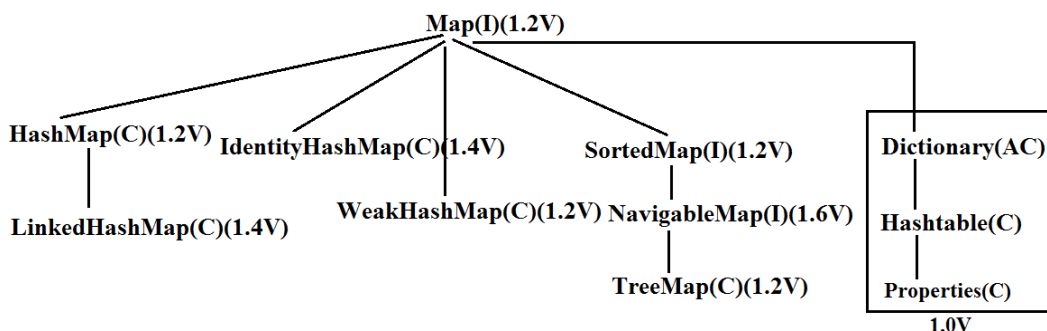 Map(I)(1.2V)
HashMap(C)(1.2V)
IdentityHashMap(C)(1.4V)
SortedMap(I)(1.2V)
Dictionary(AC)
LinkedHashMap(C)(1.4V)
WeakHashMap(C)(1.2V)
NavigableMap(I)(1.6V)
Hashtable(C)
TreeMap(C)(1.2V)
Properties(C)
1.0V